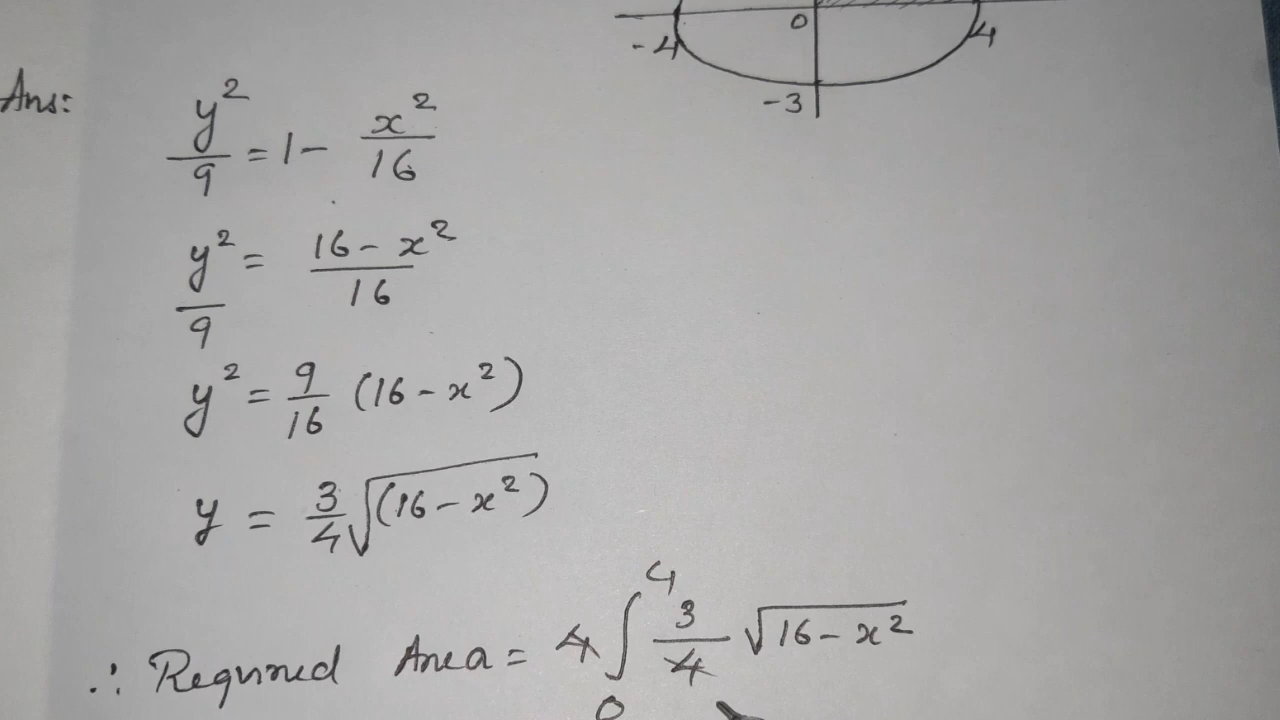 0
-4 4
-3
Ans:
y²/9 = 1 - x²/16
y²/9 = 16 - x²/16
y² = 9/16 (16 - x²)
y = 3/4 √(16 - x²)
∴ Required Area = 4 ∫₀⁴ 3/4 √16 - x²